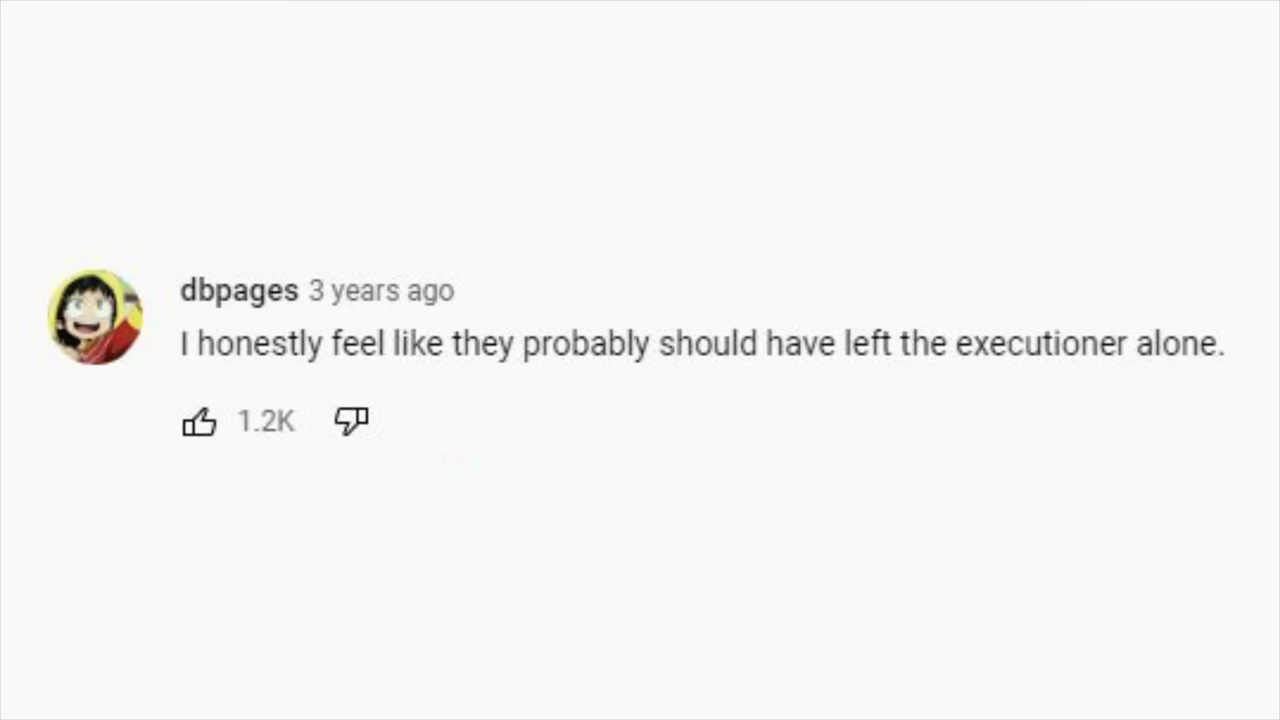 dbpages 3 years ago
I honestly feel like they probably should have left the executioner alone.
1.2K